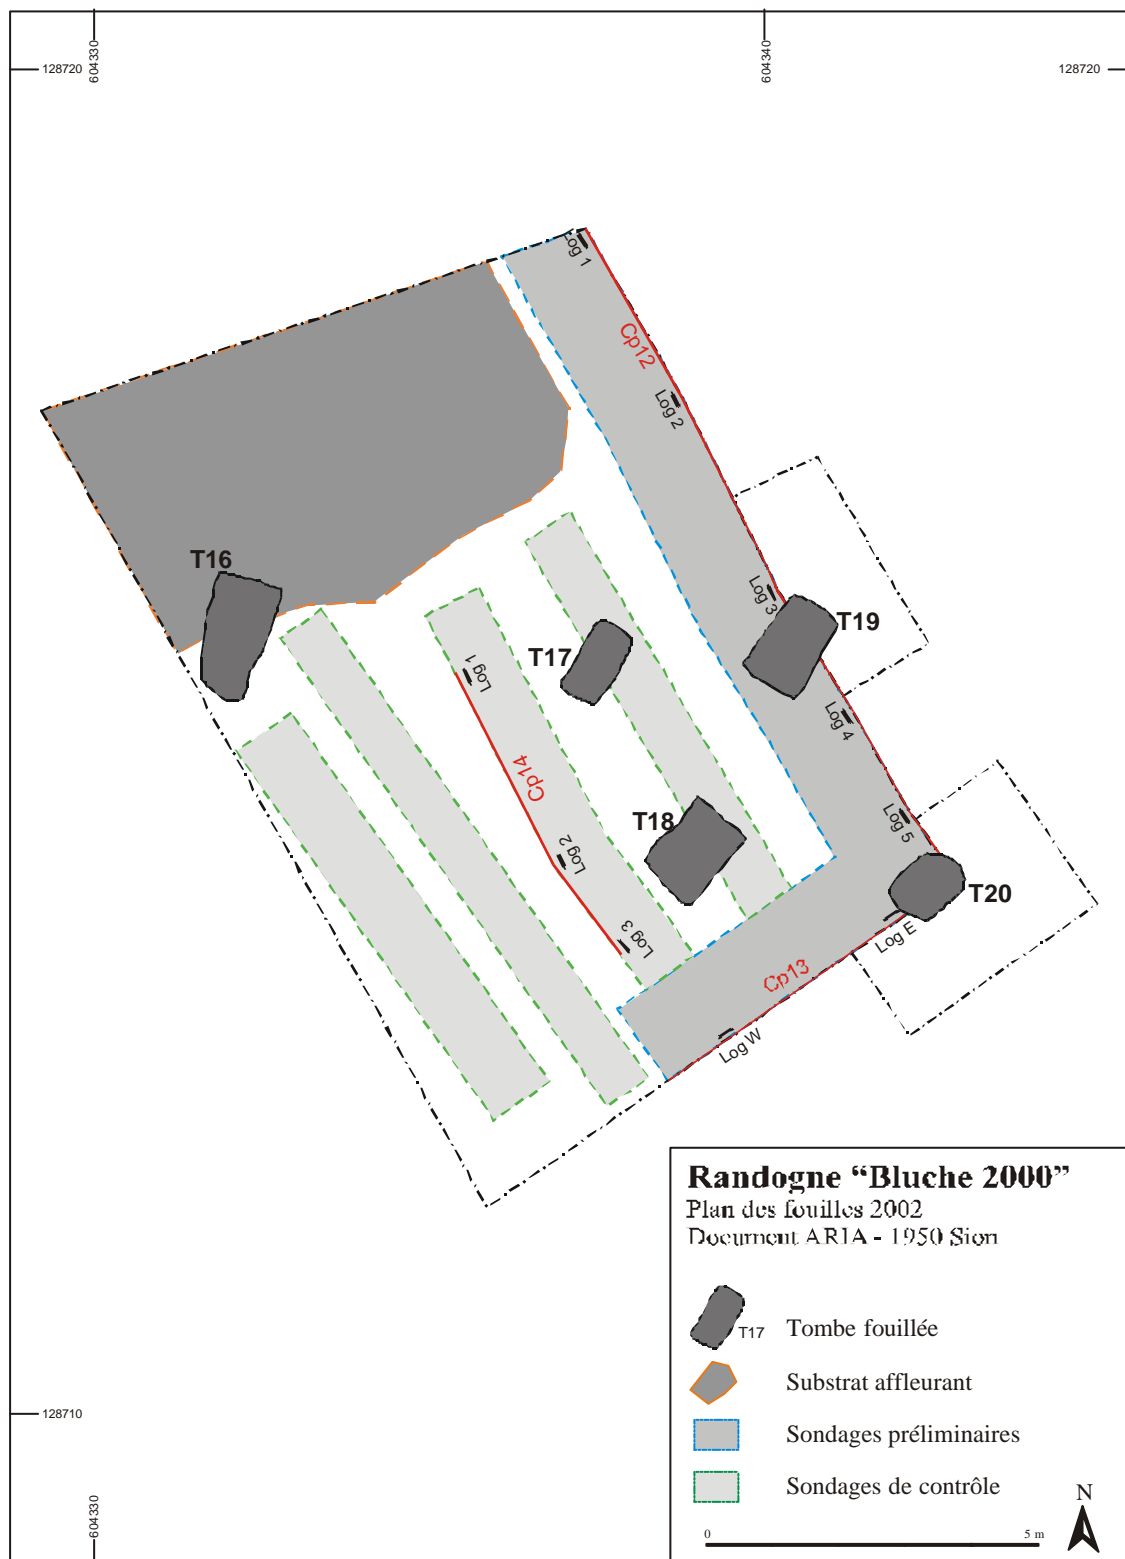 604330
604340
128720
128720
Log 1
Cp12
Log 2
T16
Log 3
T19
T17
Log 1
Log 4
Cp14
T18
Log 5
Log 2
T20
Log 3
Log E
Cp13
Log W
Randogne “Bluche 2000”
Plan des fouilles 2002
Document ARIA - 1950 Sion
T17 Tombe fouillée
Substrat affleurant
128710
Sondages préliminaires
Sondages de contrôle
N
604330
0 5 m